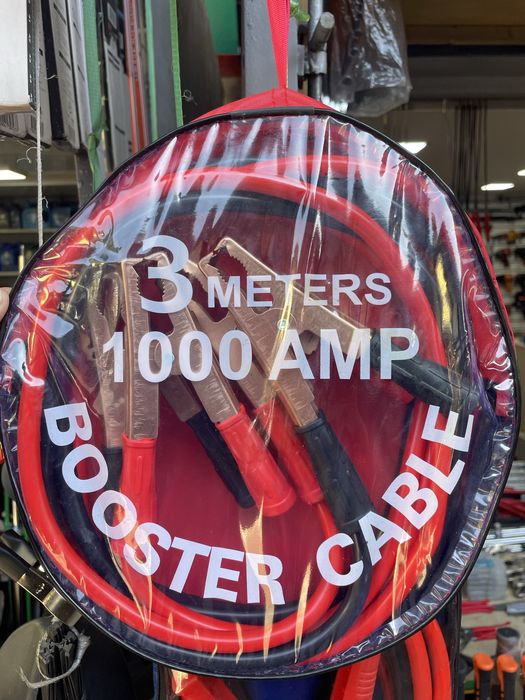 3 METERS
1000 AMP
BOOSTER CABLE